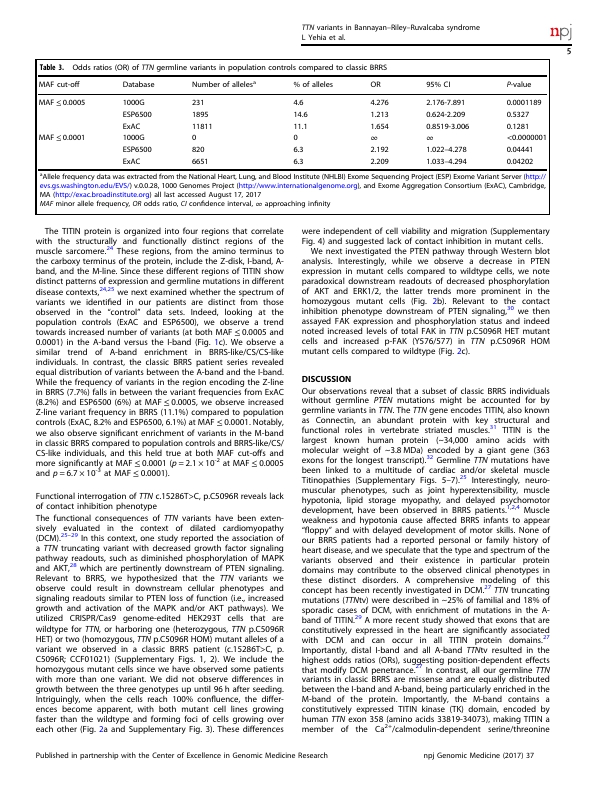 TTN variants in Bannayan–Riley–Ruvalcaba syndrome
L Yehia et al.
npj
5
Table 3. Odds ratios (OR) of TTN germline variants in population controls compared to classic BRRS
MAF cut-off Database Number of allelesᵃ % of alleles OR 95% CI P-value
MAF ≤ 0.0005 1000G 231 4.6 4.276 2.176-7.891 0.0001189
ESP6500 1895 14.6 1.213 0.624-2.209 0.5327
ExAC 11811 11.1 1.654 0.8519-3.006 0.1281
MAF ≤ 0.0001 1000G 0 0 ∞ ∞ <0.0000001
ESP6500 820 6.3 2.192 1.022–4.278 0.04441
ExAC 6651 6.3 2.209 1.033–4.294 0.04202
ᵃAllele frequency data was extracted from the National Heart, Lung, and Blood Institute (NHLBI) Exome Sequencing Project (ESP) Exome Variant Server (http://
evs.gs.washington.edu/EVS/) v.0.0.28, 1000 Genomes Project (http://www.internationalgenome.org), and Exome Aggregation Consortium (ExAC), Cambridge,
MA (http://exac.broadinstitute.org) all last accessed August 17, 2017
MAF minor allele frequency, OR odds ratio, CI confidence interval, ∞ approaching infinity
The TITIN protein is organized into four regions that correlate
with the structurally and functionally distinct regions of the
muscle sarcomere.²⁴ These regions, from the amino terminus to
the carboxy terminus of the protein, include the Z-disk, I-band, A-
band, and the M-line. Since these different regions of TITIN show
distinct patterns of expression and germline mutations in different
disease contexts,²⁴,²⁵ we next examined whether the spectrum of
variants we identified in our patients are distinct from those
observed in the "control" data sets. Indeed, looking at the
population controls (ExAC and ESP6500), we observe a trend
towards increased number of variants (at both MAF ≤ 0.0005 and
0.0001) in the A-band versus the I-band (Fig. 1c). We observe a
similar trend of A-band enrichment in BRRS-like/CS/CS-like
individuals. In contrast, the classic BRRS patient series revealed
equal distribution of variants between the A-band and the I-band.
While the frequency of variants in the region encoding the Z-line
in BRRS (7.7%) falls in between the variant frequencies from ExAC
(8.2%) and ESP6500 (6%) at MAF ≤ 0.0005, we observe increased
Z-line variant frequency in BRRS (11.1%) compared to population
controls (ExAC, 8.2% and ESP6500, 6.1%) at MAF ≤ 0.0001. Notably,
we also observe significant enrichment of variants in the M-band
in classic BRRS compared to population controls and BRRS-like/CS/
CS-like individuals, and this held true at both MAF cut-offs and
more significantly at MAF ≤ 0.0001 (p = 2.1 × 10⁻² at MAF ≤ 0.0005
and p = 6.7 × 10⁻³ at MAF ≤ 0.0001).
Functional interrogation of TTN c.15286T>C, p.C5096R reveals lack
of contact inhibition phenotype
The functional consequences of TTN variants have been exten-
sively evaluated in the context of dilated cardiomyopathy
(DCM).²⁵⁻²⁹ In this context, one study reported the association of
a TTN truncating variant with decreased growth factor signaling
pathway readouts, such as diminished phosphorylation of MAPK
and AKT,²⁸ which are pertinently downstream of PTEN signaling.
Relevant to BRRS, we hypothesized that the TTN variants we
observe could result in downstream cellular phenotypes and
signaling readouts similar to PTEN loss of function (i.e., increased
growth and activation of the MAPK and/or AKT pathways). We
utilized CRISPR/Cas9 genome-edited HEK293T cells that are
wildtype for TTN, or harboring one (heterozygous, TTN p.C5096R
HET) or two (homozygous, TTN p.C5096R HOM) mutant alleles of a
variant we observed in a classic BRRS patient (c.15286T>C, p.
C5096R; CCF01021) (Supplementary Figs. 1, 2). We include the
homozygous mutant cells since we have observed some patients
with more than one variant. We did not observe differences in
growth between the three genotypes up until 96 h after seeding.
Intriguingly, when the cells reach 100% confluence, the differ-
ences become apparent, with both mutant cell lines growing
faster than the wildtype and forming foci of cells growing over
each other (Fig. 2a and Supplementary Fig. 3). These differences
were independent of cell viability and migration (Supplementary
Fig. 4) and suggested lack of contact inhibition in mutant cells.
We next investigated the PTEN pathway through Western blot
analysis. Interestingly, while we observe a decrease in PTEN
expression in mutant cells compared to wildtype cells, we note
paradoxical downstream readouts of decreased phosphorylation
of AKT and ERK1/2, the latter trends more prominent in the
homozygous mutant cells (Fig. 2b). Relevant to the contact
inhibition phenotype downstream of PTEN signaling,³⁰ we then
assayed FAK expression and phosphorylation status and indeed
noted increased levels of total FAK in TTN p.C5096R HET mutant
cells and increased p-FAK (Y576/577) in TTN p.C5096R HOM
mutant cells compared to wildtype (Fig. 2c).
DISCUSSION
Our observations reveal that a subset of classic BRRS individuals
without germline PTEN mutations might be accounted for by
germline variants in TTN. The TTN gene encodes TITIN, also known
as Connectin, an abundant protein with key structural and
functional roles in vertebrate striated muscles.³¹ TITIN is the
largest known human protein (~34,000 amino acids with
molecular weight of ~3.8 MDa) encoded by a giant gene (363
exons for the longest transcript).³² Germline TTN mutations have
been linked to a multitude of cardiac and/or skeletal muscle
Titinopathies (Supplementary Figs. 5–7).²⁵ Interestingly, neuro-
muscular phenotypes, such as joint hyperextensibility, muscle
hypotonia, lipid storage myopathy, and delayed psychomotor
development, have been observed in BRRS patients.¹,²,⁴ Muscle
weakness and hypotonia cause affected BRRS infants to appear
"floppy" and with delayed development of motor skills. None of
our BRRS patients had a reported personal or family history of
heart disease, and we speculate that the type and spectrum of the
variants observed and their existence in particular protein
domains may contribute to the observed clinical phenotypes in
these distinct disorders. A comprehensive modeling of this
concept has been recently investigated in DCM.²⁷ TTN truncating
mutations (TTNtv) were described in ~25% of familial and 18% of
sporadic cases of DCM, with enrichment of mutations in the A-
band of TITIN.²⁹ A more recent study showed that exons that are
constitutively expressed in the heart are significantly associated
with DCM and can occur in all TITIN protein domains.²⁷
Importantly, distal I-band and all A-band TTNtv resulted in the
highest odds ratios (ORs), suggesting position-dependent effects
that modify DCM penetrance.²⁷ In contrast, all our germline TTN
variants in classic BRRS are missense and are equally distributed
between the I-band and A-band, being particularly enriched in the
M-band of the protein. Importantly, the M-band contains a
constitutively expressed TITIN kinase (TK) domain, encoded by
human TTN exon 358 (amino acids 33819-34073), making TITIN a
member of the Ca²⁺/calmodulin-dependent serine/threonine
Published in partnership with the Center of Excellence in Genomic Medicine Research
npj Genomic Medicine (2017) 37